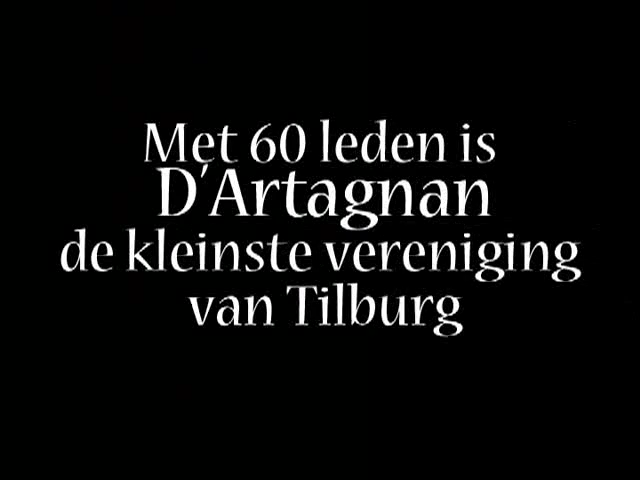 Met 60 leden is
D'Artagnan
de kleinste vereniging
van Tilburg